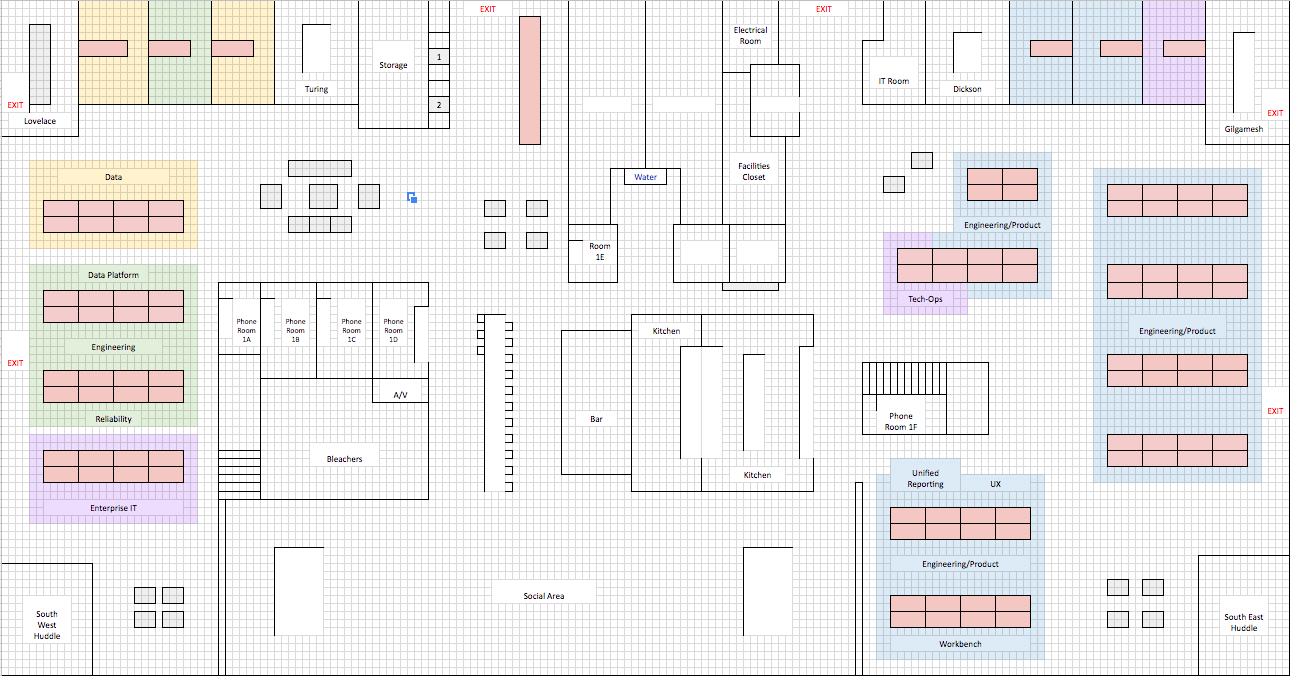 EXIT
EXIT
Electrical
Room
1
Storage
IT Room
Turing
Dickson
2
EXIT
EXIT
Lovelace
Gilgamesh
Data
Water
Facilities
Closet
Engineering/Product
Room
1E
Data Platform
Tech-Ops
Phone
Room
1A
Phone
Room
1B
Phone
Room
1C
Phone
Room
1D
Kitchen
Engineering/Product
Engineering
EXIT
A/V
EXIT
Reliability
Bar
Phone
Room 1F
Bleachers
Kitchen
Unified
Reporting
UX
Enterprise IT
Engineering/Product
Social Area
South
West
Huddle
South East
Huddle
Workbench